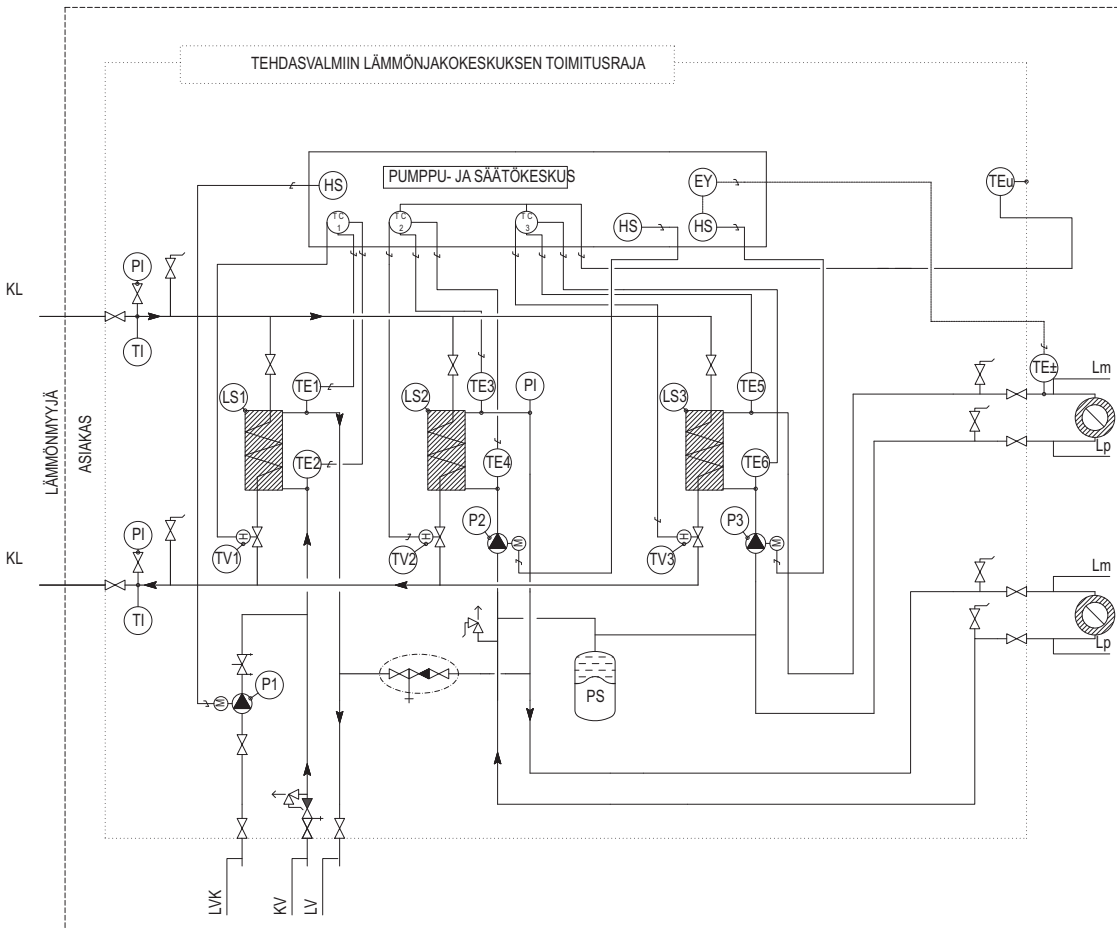 TEHDASVALMIIN LÄMMÖNJAKOKESKUKSEN TOIMITUSRAJA
PUMPPU- JA SÄÄTÖKESKUS
HS
EY
TEu
TC
1
TC
2
TC
3
HS
HS
PI
KL
TI
TE±
Lm
LS1
TE1
LS2
TE3
PI
LS3
TE5
TE2
TE4
TE6
Lp
LÄMMÖNMYYJÄ
ASIAKAS
PI
H
TV1
H
TV2
P2
M
H
TV3
P3
M
KL
TI
Lm
Lp
P1
M
PS
LVK
KV
LV